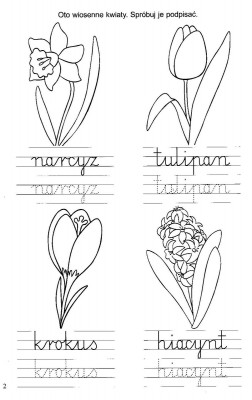 Oto wiosenne kwiaty. Spróbuj je podpisać.
narcyz tulipan
narcyz tulipan
krokus hiacynt
krokus hiacynt
2